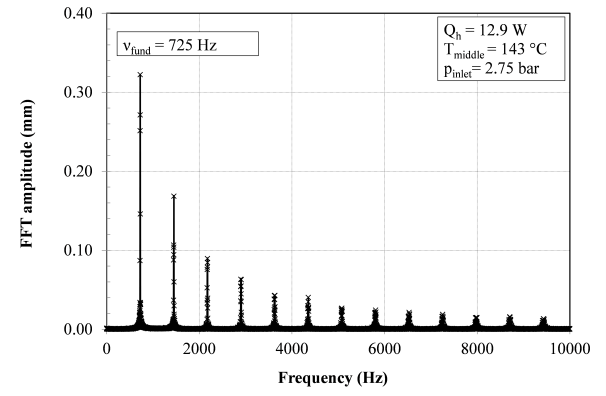 0.40
0.30
0.20
0.10
0.00
FFT amplitude (mm)
ν_fund = 725 Hz
Q_h = 12.9 W
T_middle = 143 °C
p_inlet = 2.75 bar
0 2000 4000 6000 8000 10000
Frequency (Hz)